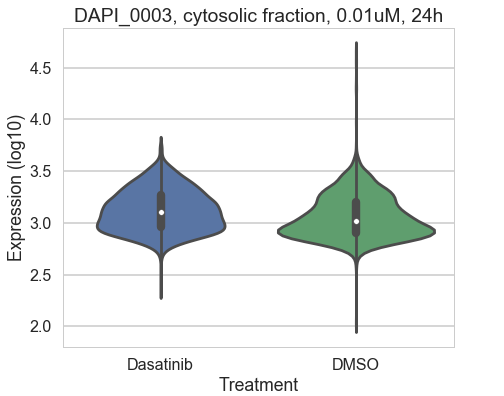 DAPI_0003, cytosolic fraction, 0.01uM, 24h
Expression (log10)
4.5
4.0
3.5
3.0
2.5
2.0
Dasatinib DMSO
Treatment